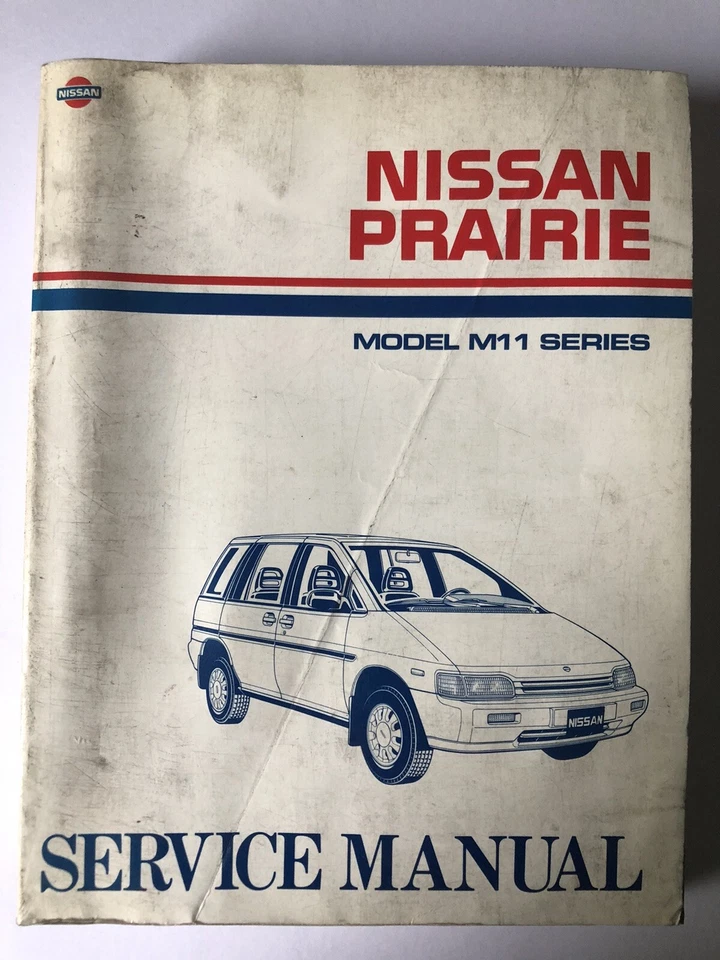 NISSAN
NISSAN
PRAIRIE
MODEL M11 SERIES
NISSAN
SERVICE MANUAL